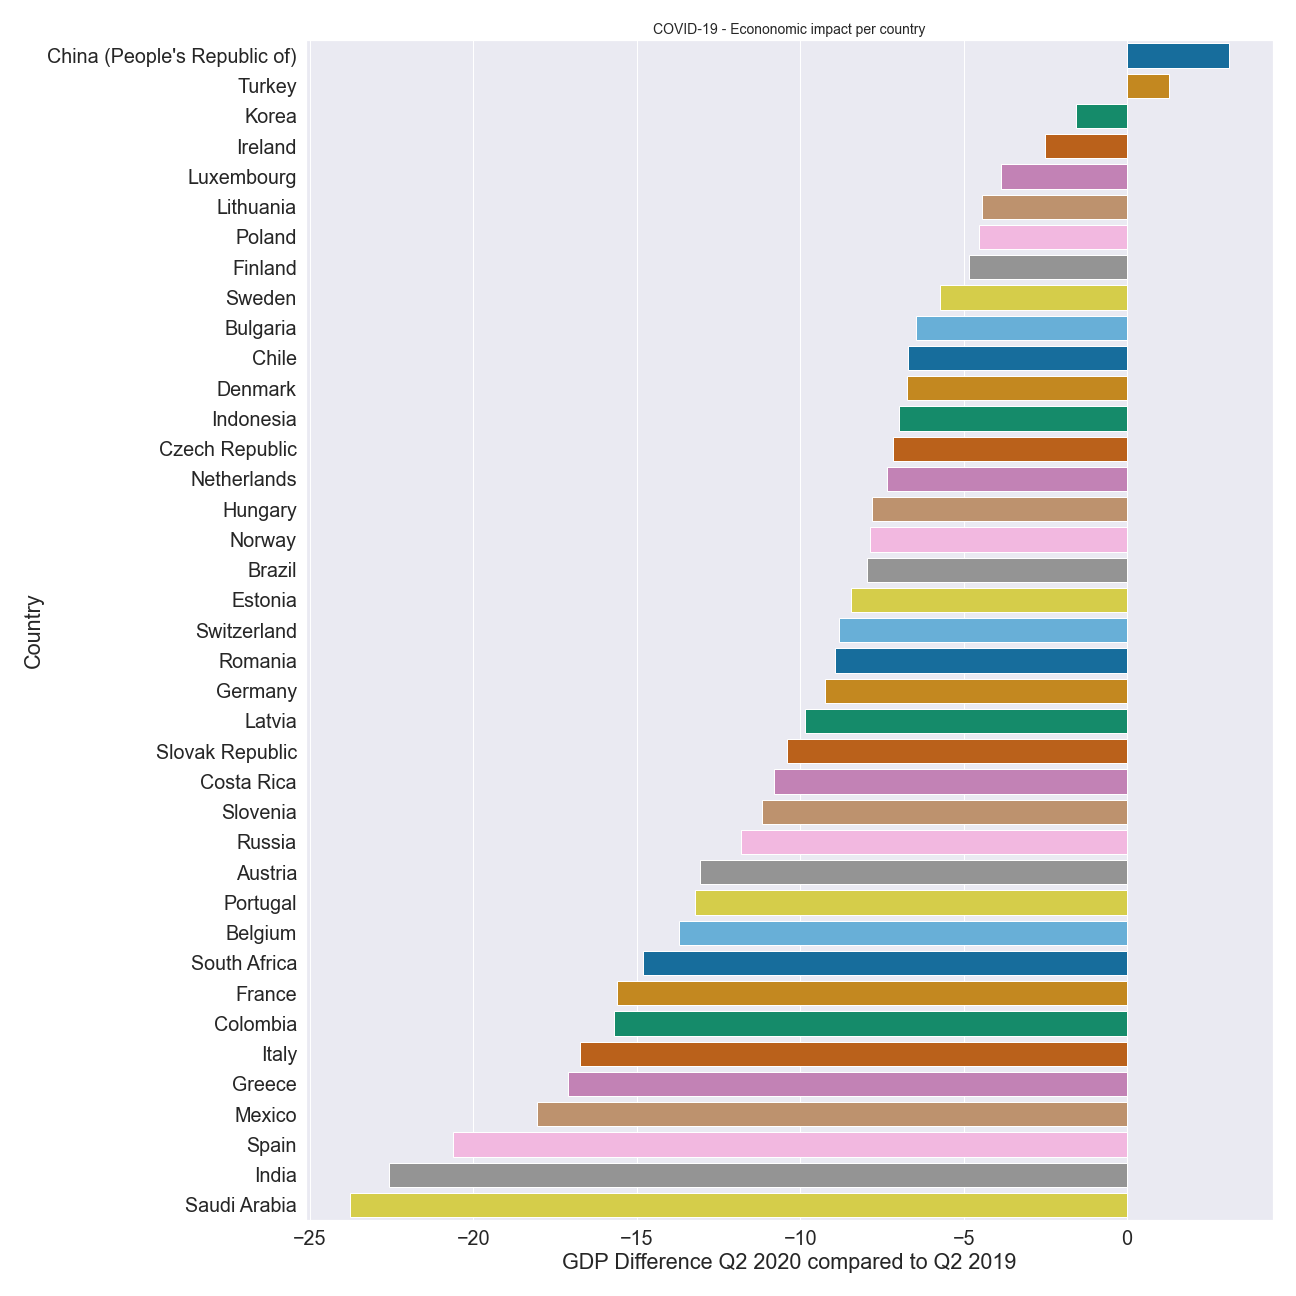 COVID-19 - Econonomic impact per country
China (People's Republic of)
Turkey
Korea
Ireland
Luxembourg
Lithuania
Poland
Finland
Sweden
Bulgaria
Chile
Denmark
Indonesia
Czech Republic
Netherlands
Hungary
Norway
Brazil
Estonia
Switzerland
Romania
Germany
Latvia
Slovak Republic
Costa Rica
Slovenia
Russia
Austria
Portugal
Belgium
South Africa
France
Colombia
Italy
Greece
Mexico
Spain
India
Saudi Arabia
Country
−25 −20 −15 −10 −5 0
GDP Difference Q2 2020 compared to Q2 2019